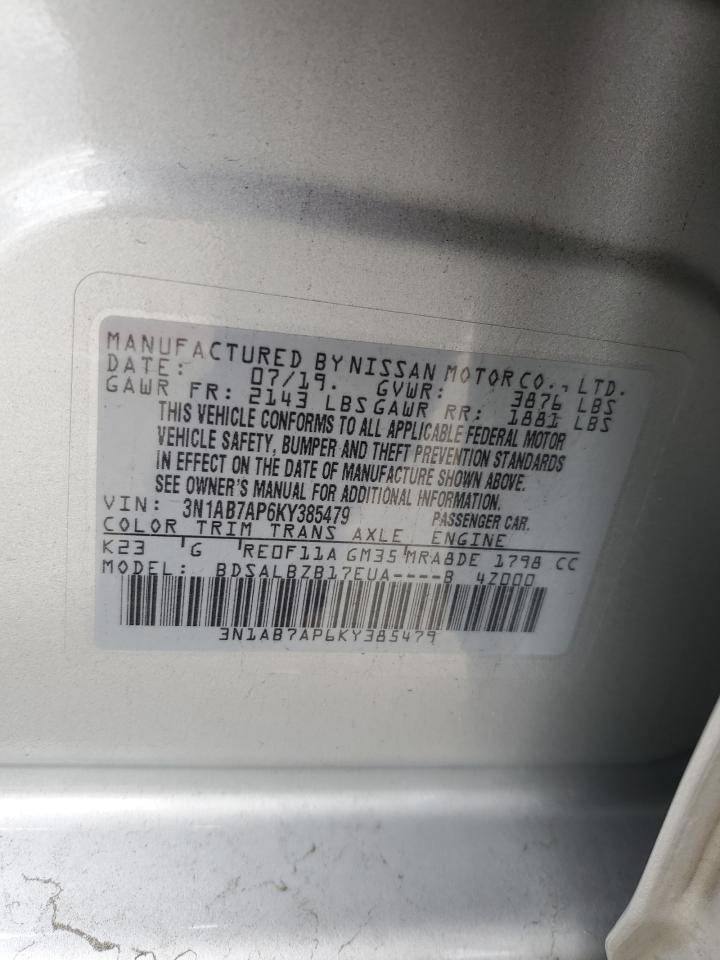 MANUFACTURED BY NISSAN MOTOR CO., LTD.
DATE: 07/19. GVWR: 3876 LBS
GAWR FR: 2143 LBS GAWR RR: 1881 LBS
THIS VEHICLE CONFORMS TO ALL APPLICABLE FEDERAL MOTOR
VEHICLE SAFETY, BUMPER AND THEFT PREVENTION STANDARDS
IN EFFECT ON THE DATE OF MANUFACTURE SHOWN ABOVE.
SEE OWNER'S MANUAL FOR ADDITIONAL INFORMATION.
VIN: 3N1AB7AP6KY385479 PASSENGER CAR.
COLOR TRIM TRANS AXLE ENGINE
K23 G RE0F11A GM35 MRA8DE 1798 CC
MODEL: BDSALBZB17EUA----B 4Z000
3N1AB7AP6KY385479